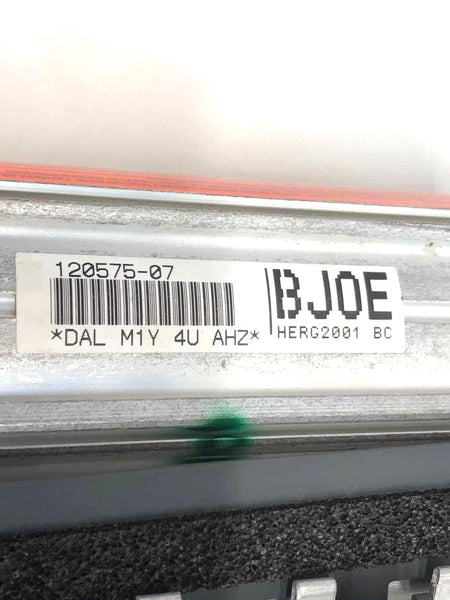 120575-07
*DAL M1Y 4U AHZ*
BJOE
HERG2001 BC